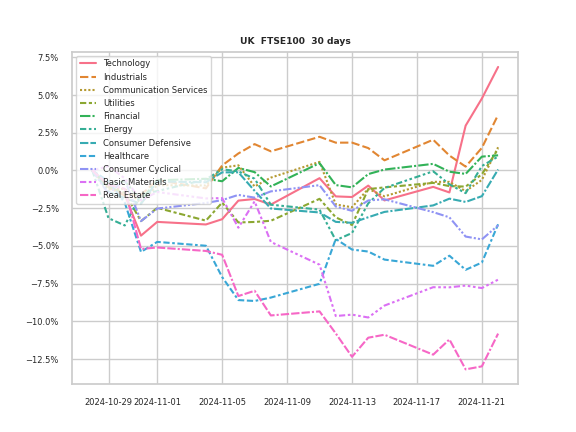 UK  FTSE100  30 days
7.5%
5.0%
2.5%
0.0%
−2.5%
−5.0%
−7.5%
−10.0%
−12.5%
Technology
Industrials
Communication Services
Utilities
Financial
Energy
Consumer Defensive
Healthcare
Consumer Cyclical
Basic Materials
Real Estate
2024-10-29 2024-11-01 2024-11-05 2024-11-09 2024-11-13 2024-11-17 2024-11-21